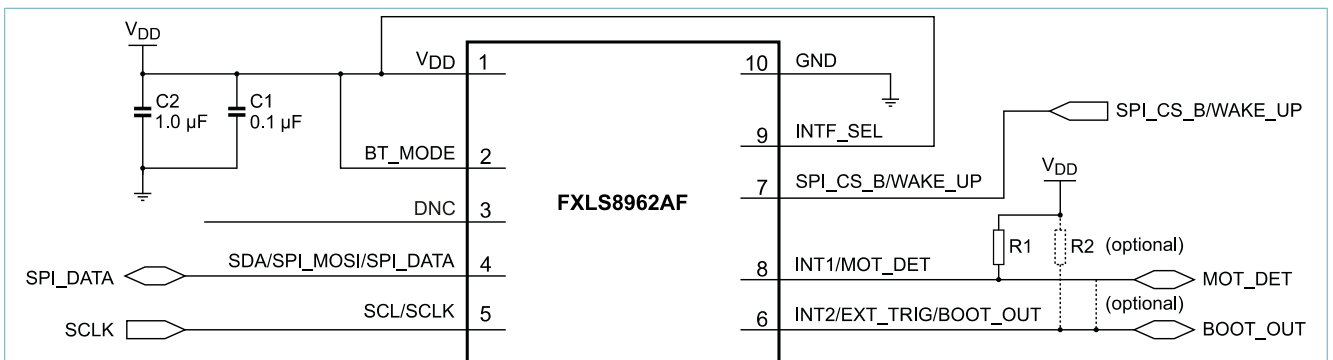 VDD
VDD 1
10 GND
C2
1.0 µF
C1
0.1 µF
SPI_CS_B/WAKE_UP
9 INTF_SEL
BT_MODE 2
VDD
7 SPI_CS_B/WAKE_UP
FXLS8962AF
DNC 3
R1
R2 (optional)
SDA/SPI_MOSI/SPI_DATA 4
8 INT1/MOT_DET
SPI_DATA
MOT_DET
(optional)
SCL/SCLK 5
6 INT2/EXT_TRIG/BOOT_OUT
SCLK
BOOT_OUT